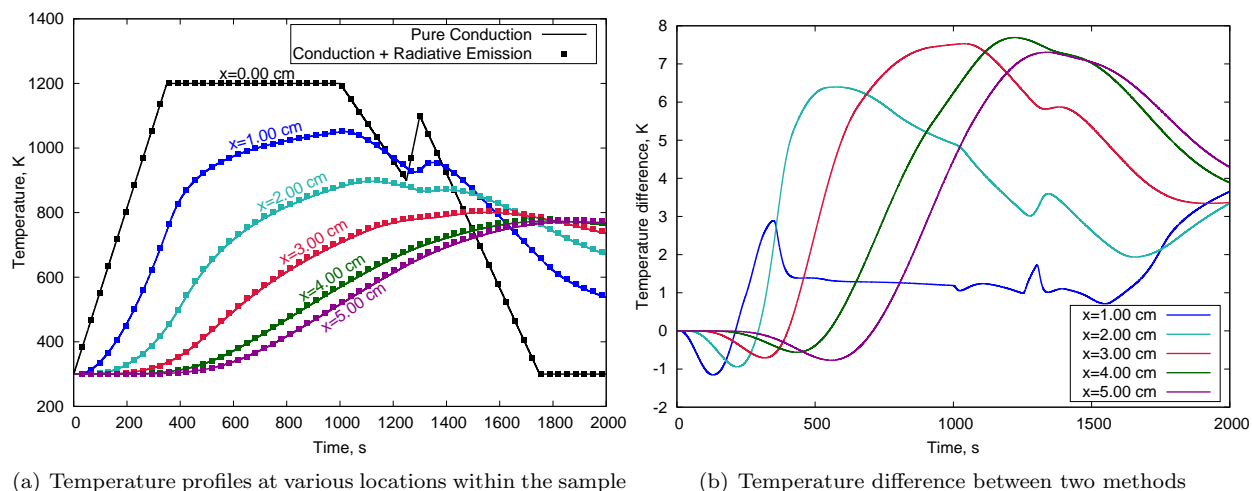 1400
1200
1000
800
600
400
200
0 200 400 600 800 1000 1200 1400 1600 1800 2000
Temperature, K
Time, s
Pure Conduction
Conduction + Radiative Emission
x=0.00 cm
x=1.00 cm
x=2.00 cm
x=3.00 cm
x=4.00 cm
x=5.00 cm
(a) Temperature profiles at various locations within the sample
8
7
6
5
4
3
2
1
0
-1
-2
0 500 1000 1500 2000
Temperature difference, K
Time, s
x=1.00 cm
x=2.00 cm
x=3.00 cm
x=4.00 cm
x=5.00 cm
(b) Temperature difference between two methods